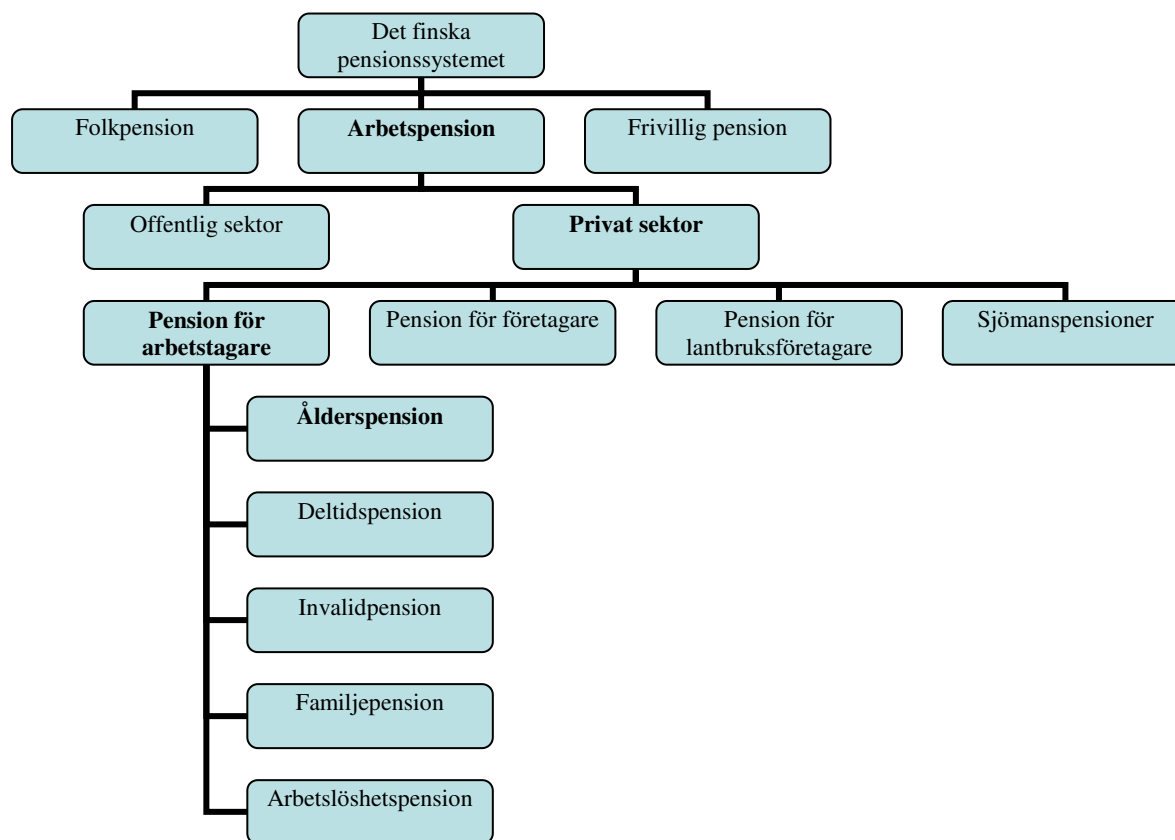 Det finska
pensionssystemet
Folkpension
Arbetspension
Frivillig pension
Offentlig sektor
Privat sektor
Pension för
arbetstagare
Pension för företagare
Pension för
lantbruksföretagare
Sjömanspensioner
Ålderspension
Deltidspension
Invalidpension
Familjepension
Arbetslöshetspension